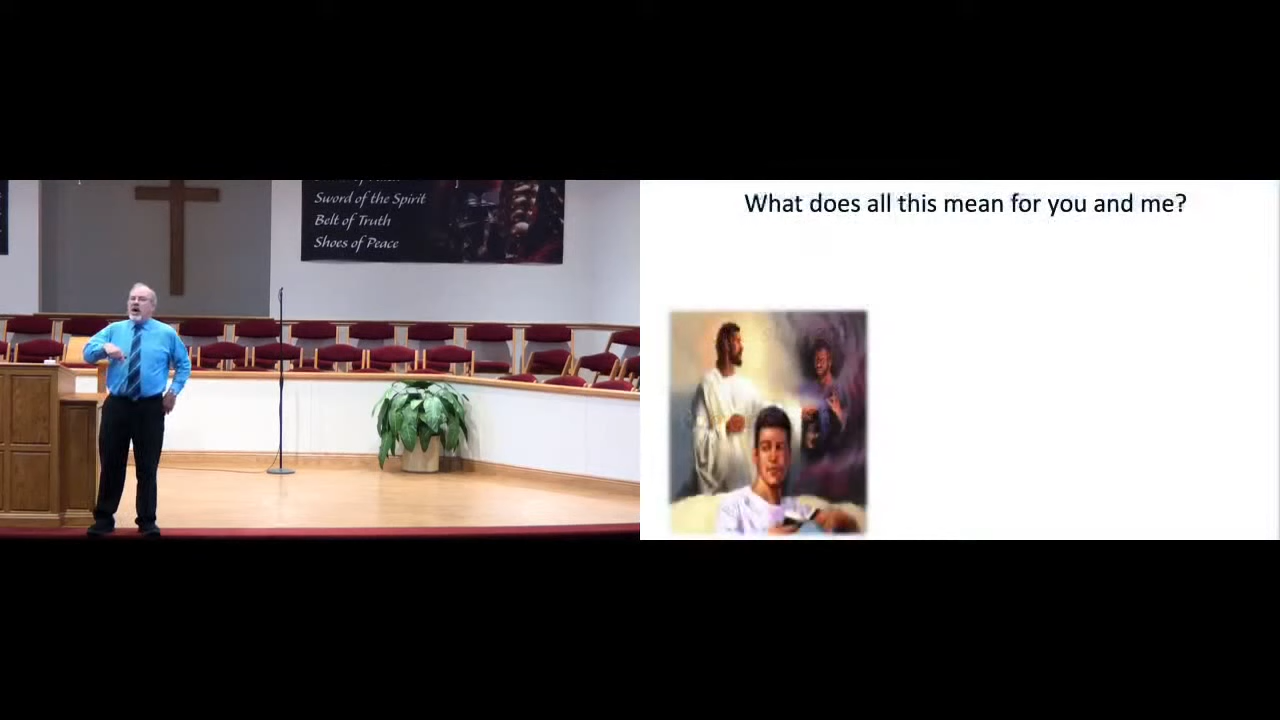 Sword of the Spirit
Belt of Truth
Shoes of Peace
What does all this mean for you and me?